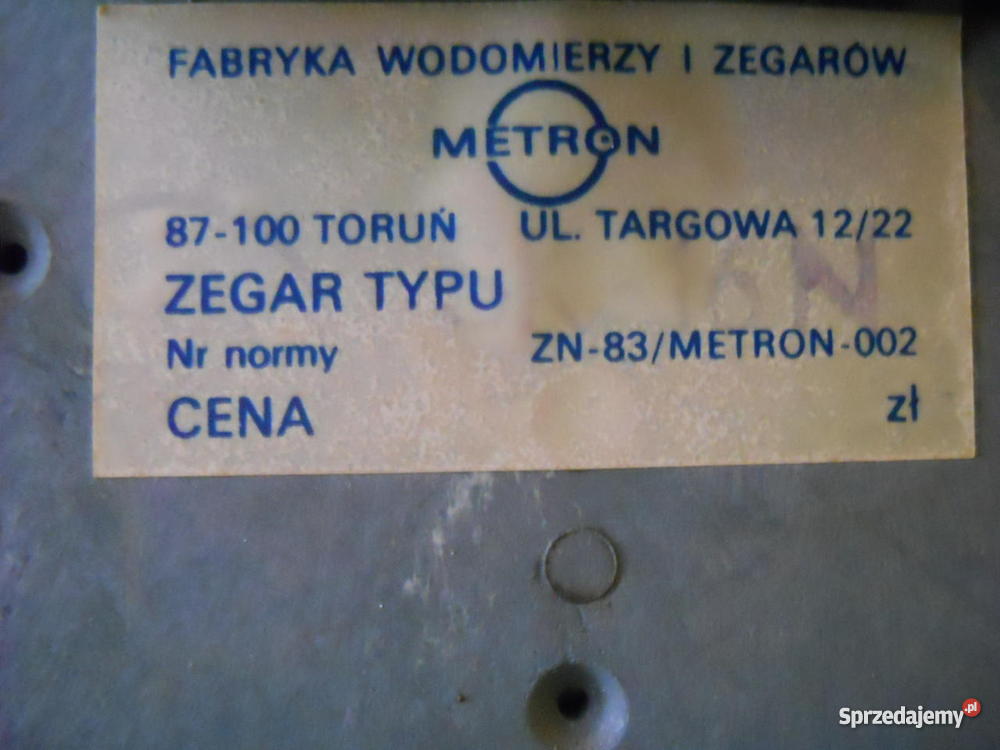 FABRYKA WODOMIERZY I ZEGARÓW
METRON
87-100 TORUŃ UL. TARGOWA 12/22
ZEGAR TYPU
Nr normy ZN-83/METRON-002
CENA zł
Sprzedajemy.pl